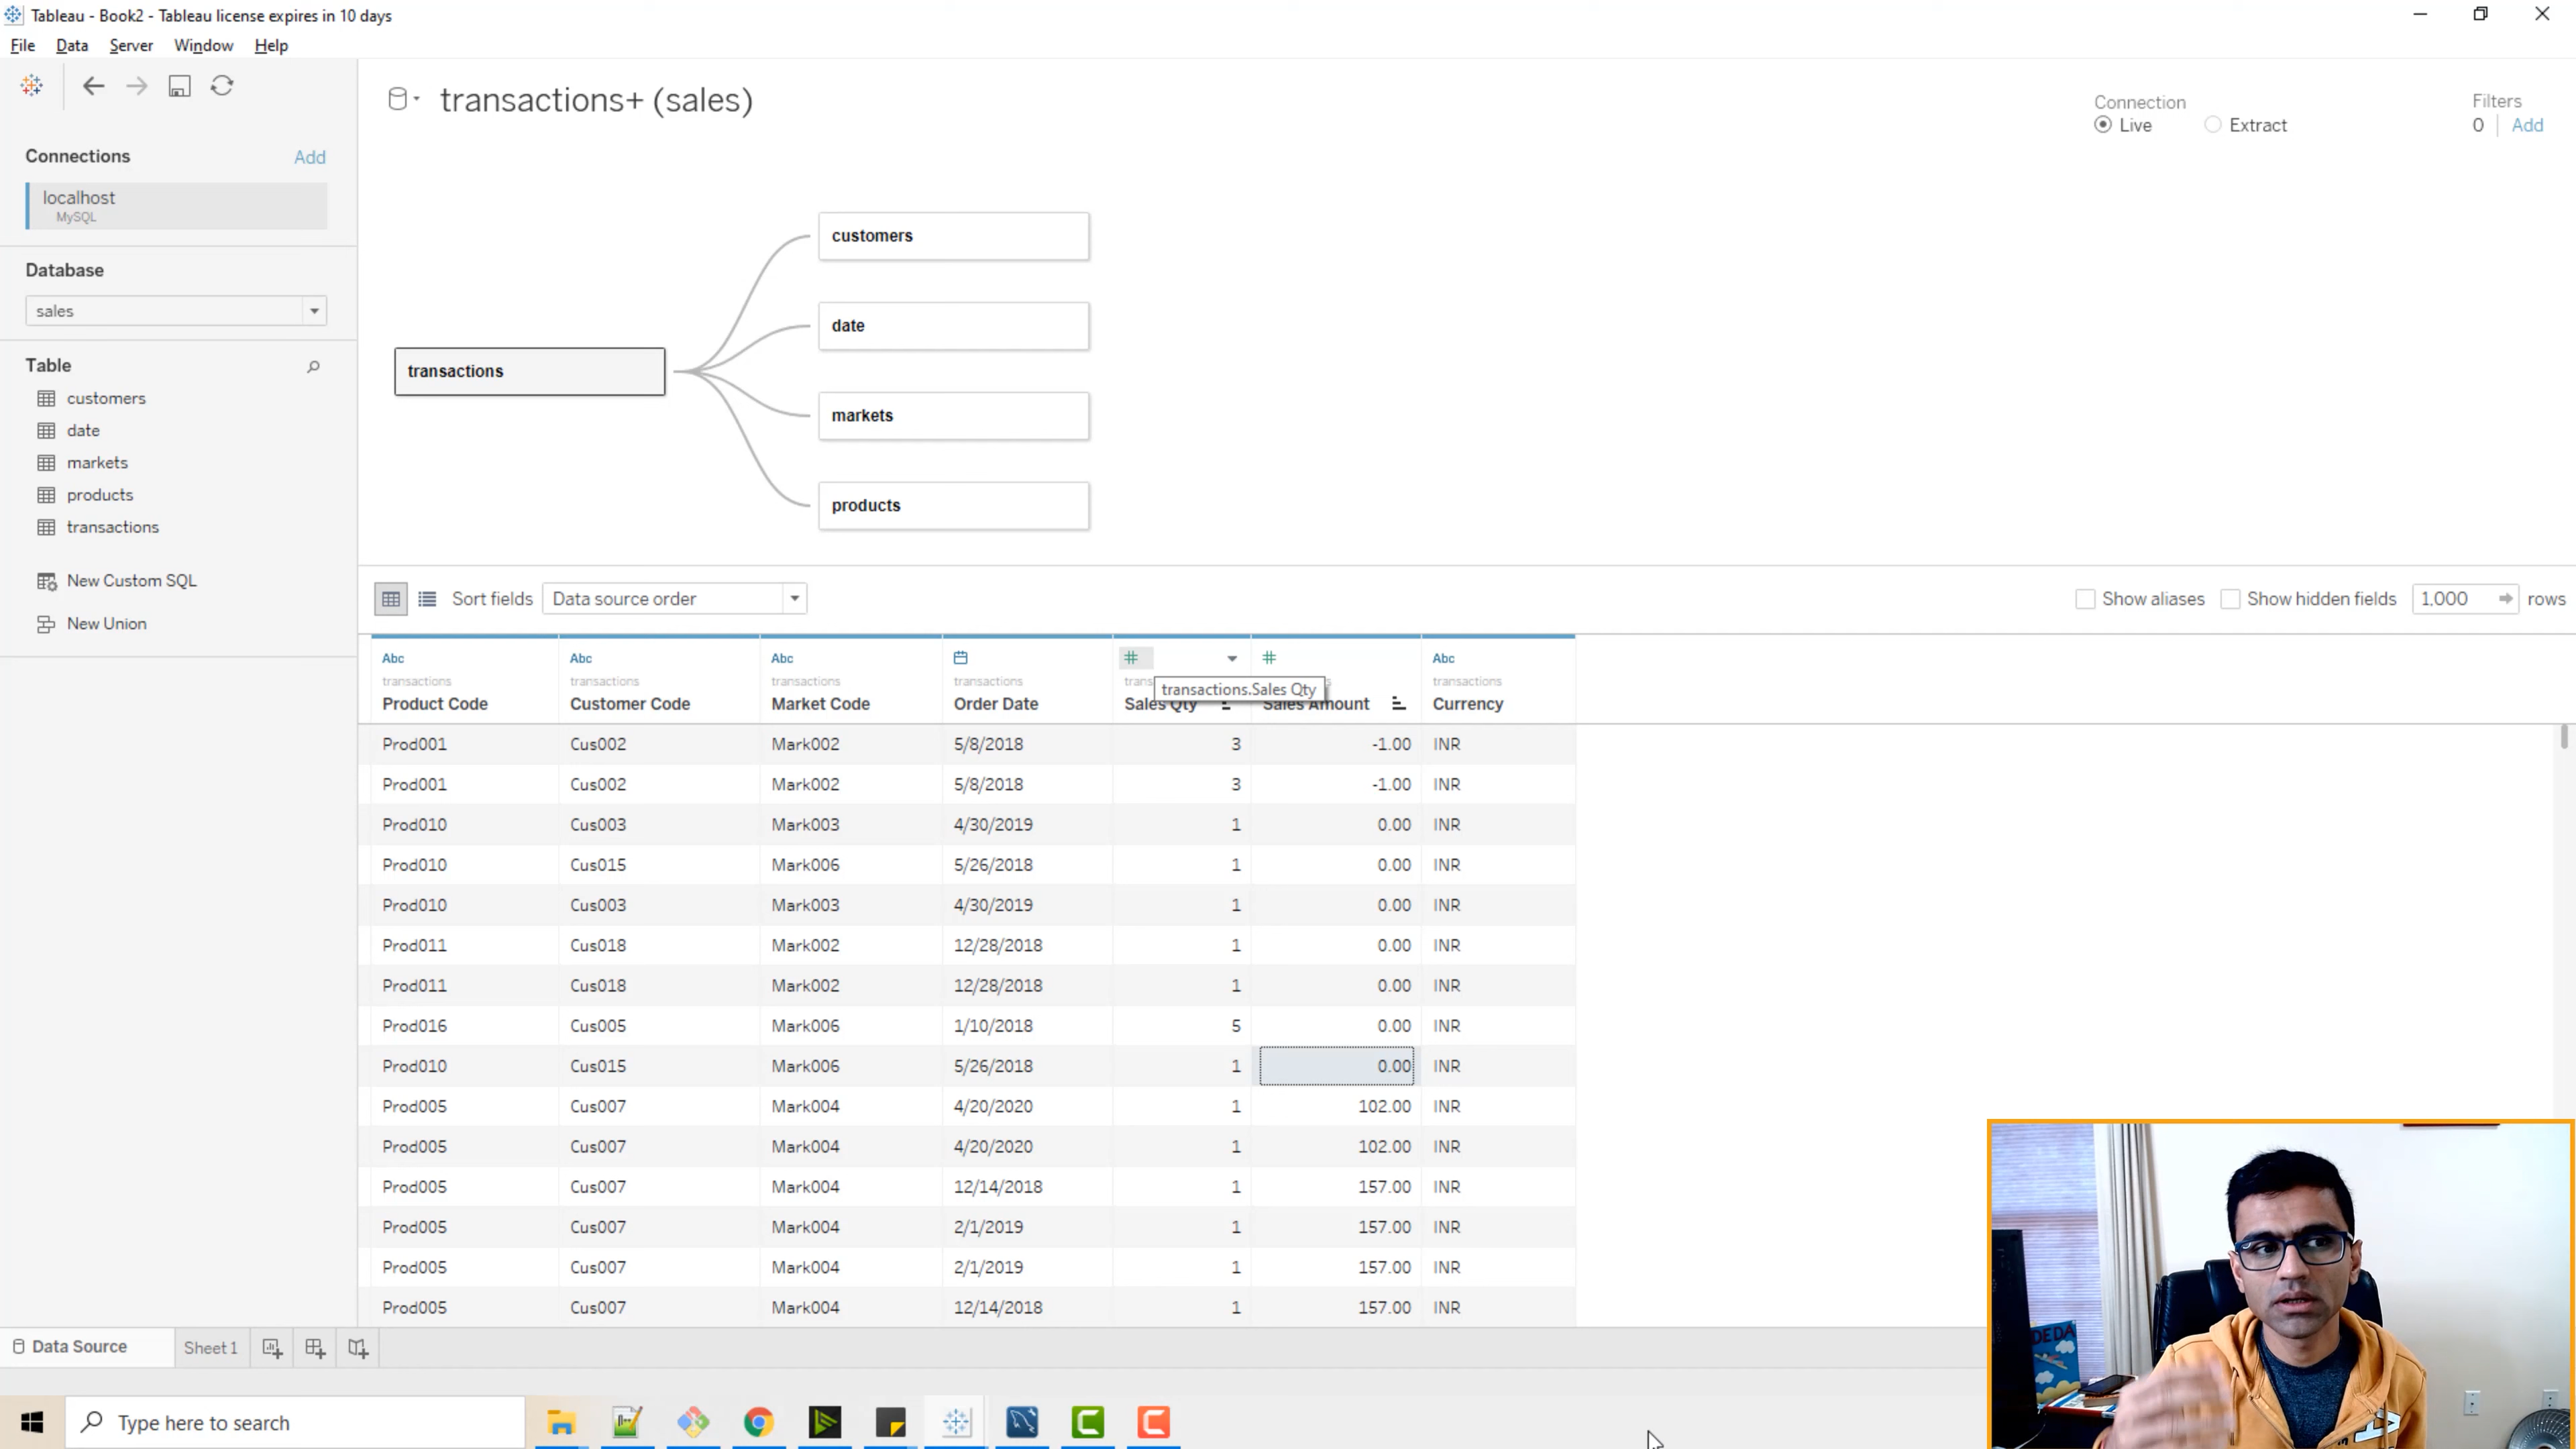 Tableau - Book2 - Tableau license expires in 10 days
File Data Server Window Help
transactions+ (sales)
Connection
Live Extract
Filters
0 Add
Connections Add
localhost
MySQL
Database
sales
Table
customers
date
markets
products
transactions
New Custom SQL
New Union
customers
date
transactions
markets
products
Sort fields Data source order Show aliases Show hidden fields 1,000 rows
Abc Abc Abc # # Abc
transactions transactions transactions transactions trans transactions.Sales Qty s transactions
Product Code Customer Code Market Code Order Date Sales Qty Sales Amount Currency
Prod001 Cus002 Mark002 5/8/2018 3 -1.00 INR
Prod001 Cus002 Mark002 5/8/2018 3 -1.00 INR
Prod010 Cus003 Mark003 4/30/2019 1 0.00 INR
Prod010 Cus015 Mark006 5/26/2018 1 0.00 INR
Prod010 Cus003 Mark003 4/30/2019 1 0.00 INR
Prod011 Cus018 Mark002 12/28/2018 1 0.00 INR
Prod011 Cus018 Mark002 12/28/2018 1 0.00 INR
Prod016 Cus005 Mark006 1/10/2018 5 0.00 INR
Prod010 Cus015 Mark006 5/26/2018 1 0.00 INR
Prod005 Cus007 Mark004 4/20/2020 1 102.00 INR
Prod005 Cus007 Mark004 4/20/2020 1 102.00 INR
Prod005 Cus007 Mark004 12/14/2018 1 157.00 INR
Prod005 Cus007 Mark004 2/1/2019 1 157.00 INR
Prod005 Cus007 Mark004 2/1/2019 1 157.00 INR
Prod005 Cus007 Mark004 12/14/2018 1 157.00 INR
Data Source Sheet 1
Type here to search